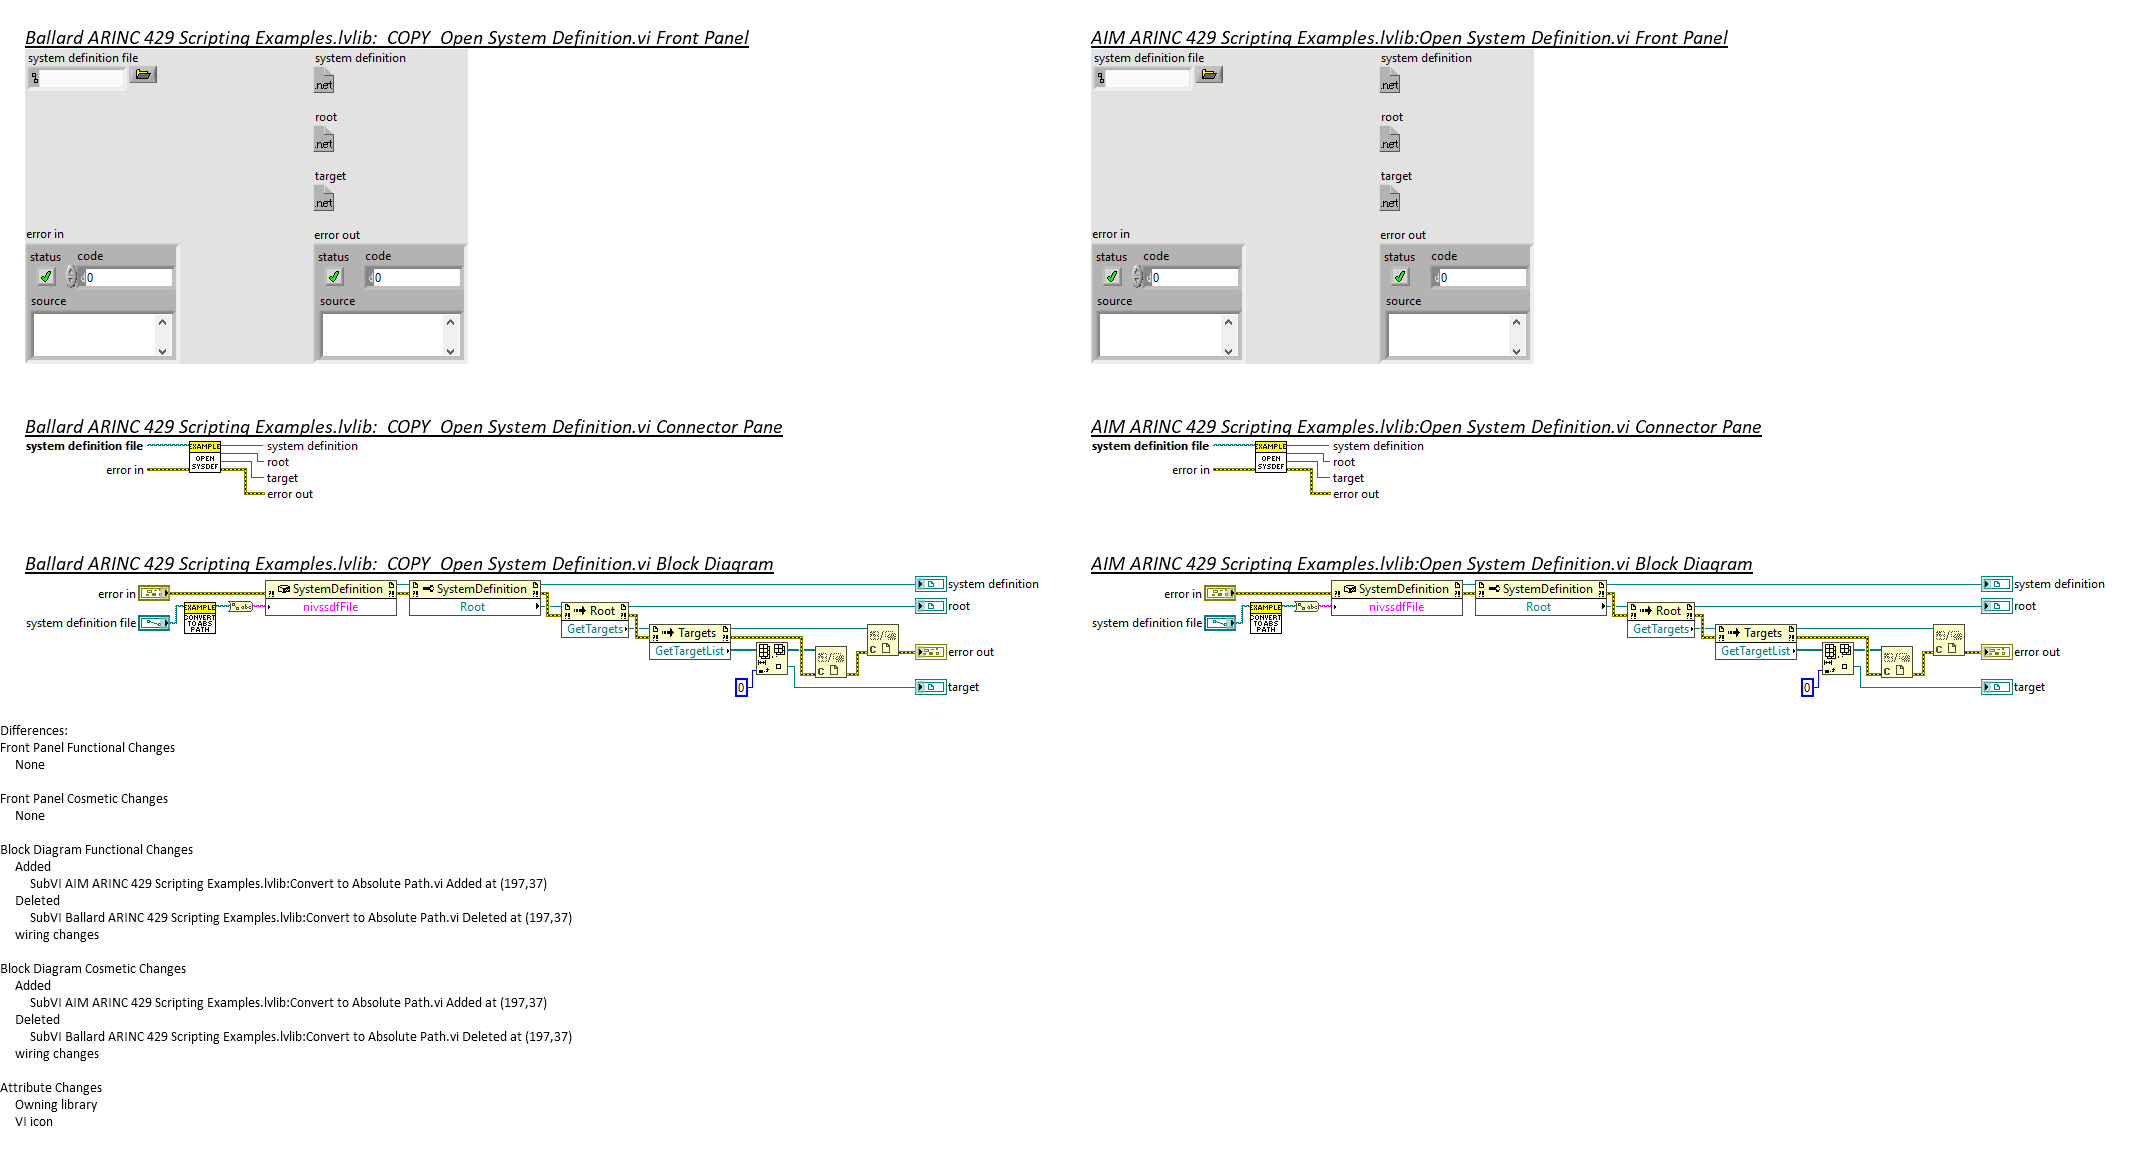 Ballard ARINC 429 Scripting Examples.lvlib:  COPY  Open System Definition.vi Front Panel
system definition file
system definition
.net
root
.net
target
.net
error in
error out
status code
0
source
status code
0
source
Ballard ARINC 429 Scripting Examples.lvlib:  COPY  Open System Definition.vi Connector Pane
system definition file
EXAMPLE
OPEN
SYSDEF
system definition
root
error in
target
error out
Ballard ARINC 429 Scripting Examples.lvlib:  COPY  Open System Definition.vi Block Diagram
error in
SystemDefinition
nivssdfFile
SystemDefinition
Root
system definition
system definition file
EXAMPLE
CONVERT
TO ABS
PATH
abc
Root
GetTargets
root
Targets
GetTargetList
error out
0
target
AIM ARINC 429 Scripting Examples.lvlib:Open System Definition.vi Front Panel
system definition file
system definition
.net
root
.net
target
.net
error in
error out
status code
0
source
status code
0
source
AIM ARINC 429 Scripting Examples.lvlib:Open System Definition.vi Connector Pane
system definition file
EXAMPLE
OPEN
SYSDEF
system definition
root
error in
target
error out
AIM ARINC 429 Scripting Examples.lvlib:Open System Definition.vi Block Diagram
error in
SystemDefinition
nivssdfFile
SystemDefinition
Root
system definition
system definition file
EXAMPLE
CONVERT
TO ABS
PATH
abc
Root
GetTargets
root
Targets
GetTargetList
error out
0
target
Differences:
Front Panel Functional Changes
None
Front Panel Cosmetic Changes
None
Block Diagram Functional Changes
Added
SubVI AIM ARINC 429 Scripting Examples.lvlib:Convert to Absolute Path.vi Added at (197,37)
Deleted
SubVI Ballard ARINC 429 Scripting Examples.lvlib:Convert to Absolute Path.vi Deleted at (197,37)
wiring changes
Block Diagram Cosmetic Changes
Added
SubVI AIM ARINC 429 Scripting Examples.lvlib:Convert to Absolute Path.vi Added at (197,37)
Deleted
SubVI Ballard ARINC 429 Scripting Examples.lvlib:Convert to Absolute Path.vi Deleted at (197,37)
wiring changes
Attribute Changes
Owning library
VI icon